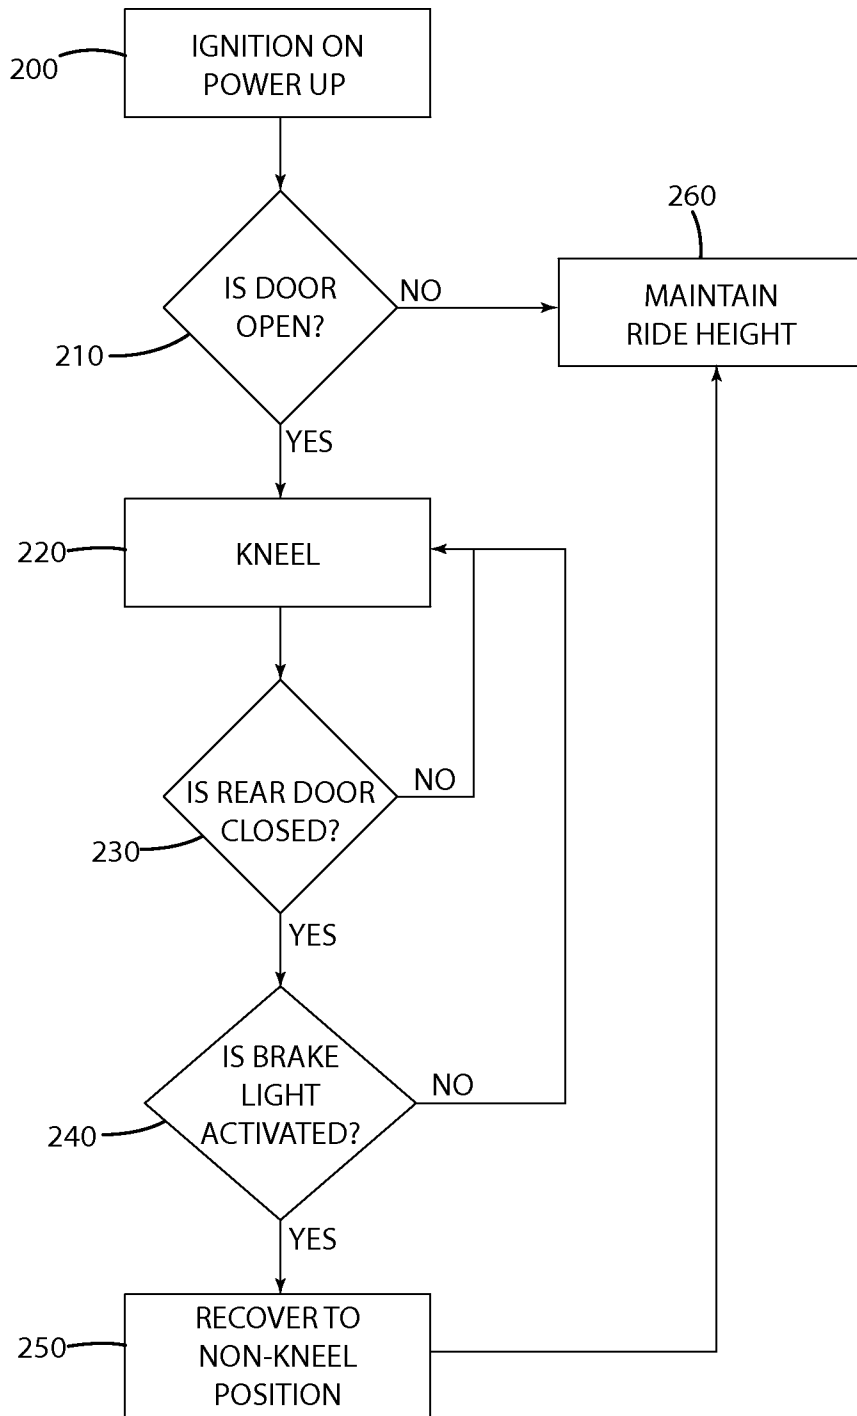 200
IGNITION ON
POWER UP
210
IS DOOR
OPEN?
NO
YES
260
MAINTAIN
RIDE HEIGHT
220
KNEEL
230
IS REAR DOOR
CLOSED?
NO
YES
240
IS BRAKE
LIGHT
ACTIVATED?
NO
YES
250
RECOVER TO
NON-KNEEL
POSITION